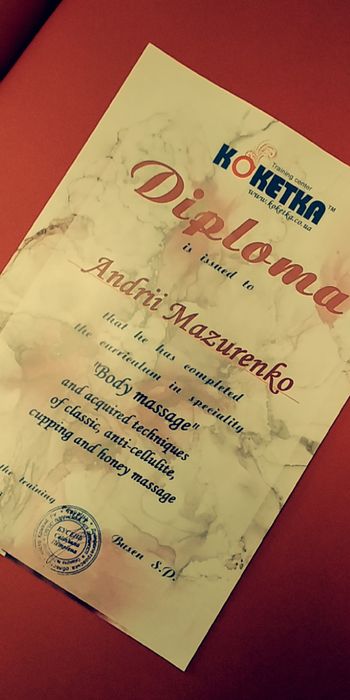 Training center
KOKETKA™
www.koketka.co.ua
Diploma
is issued to
Andrii Mazurenko
that he has completed
the curriculum in speciality
"Body massage"
and acquired techniques
of classic, anti-cellulite,
cupping and honey massage
the training
Busen S.P.